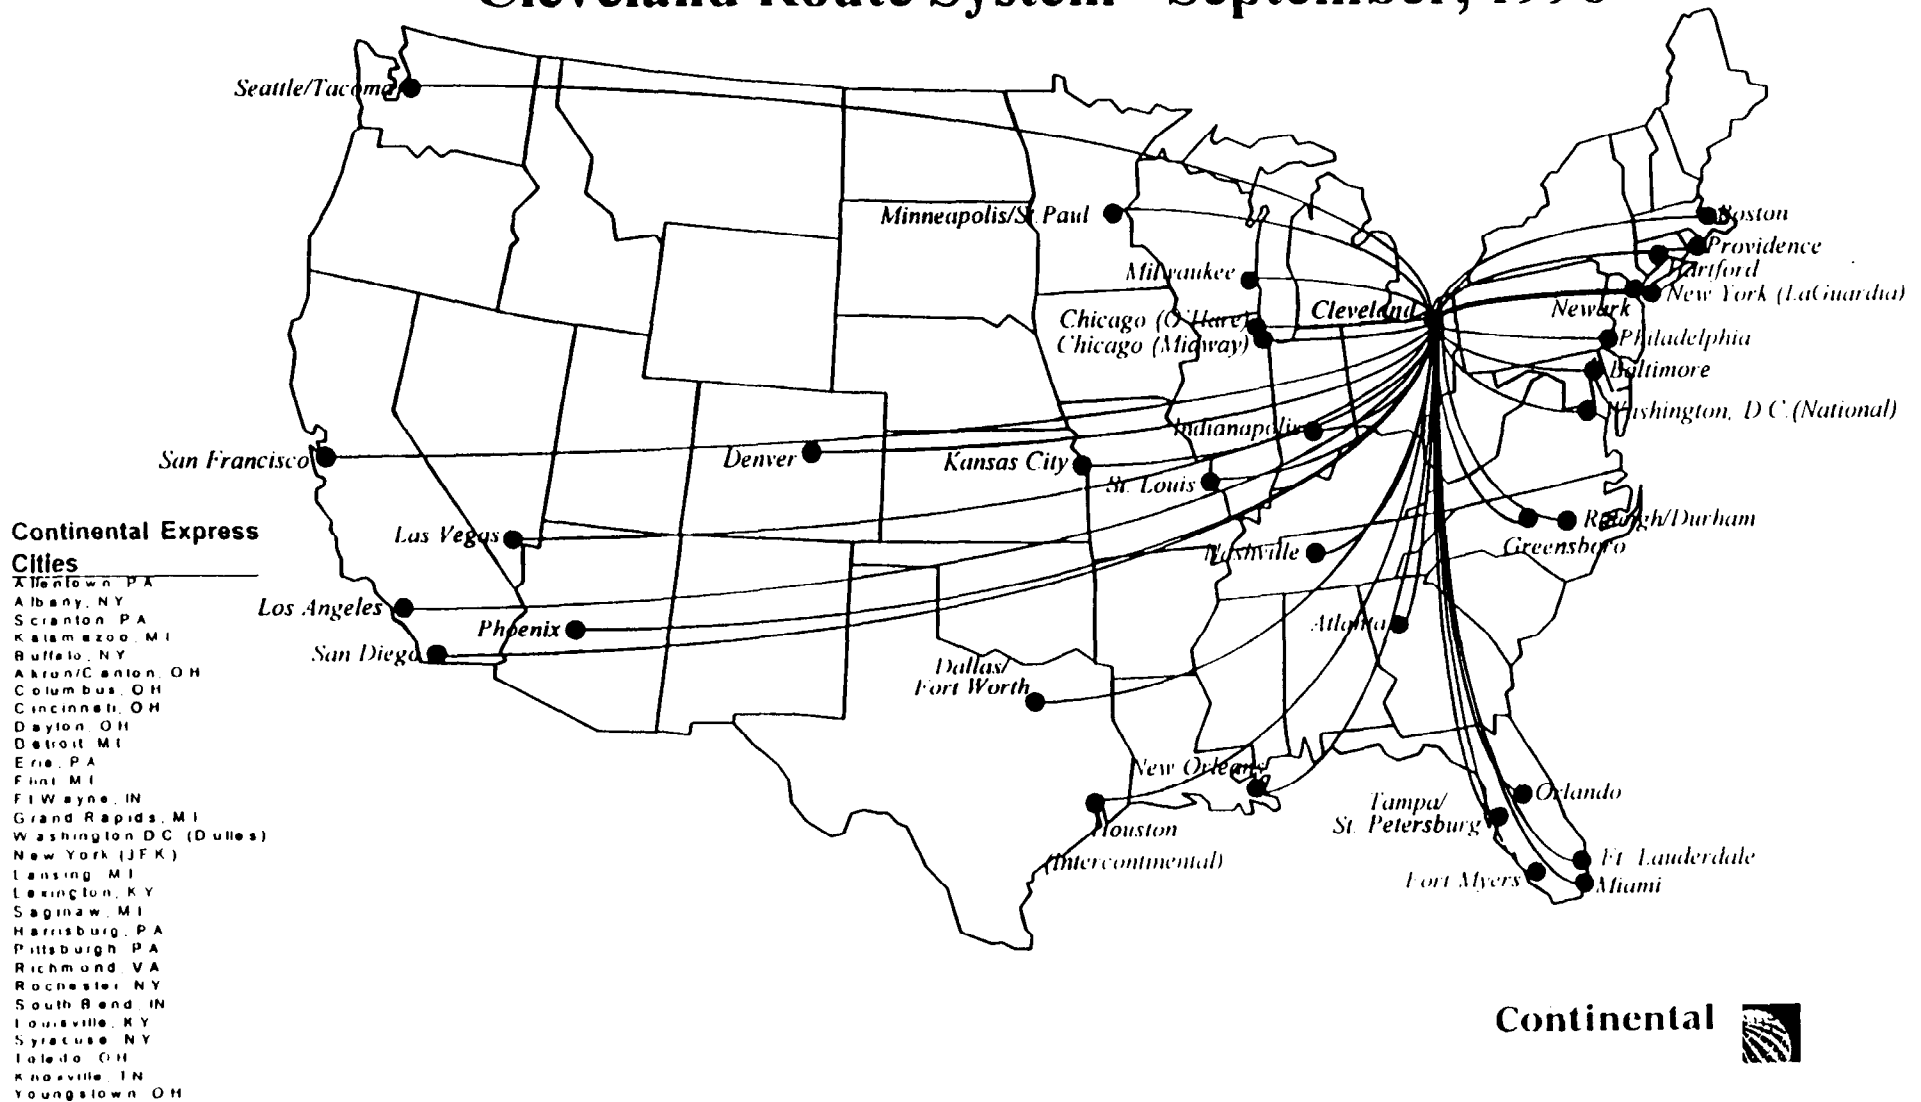 Cleveland Route System - September, 1996
Seattle/Tacoma
Minneapolis/St. Paul
Boston
Providence
Hartford
Milwaukee
New York (LaGuardia)
Newark
Cleveland
Chicago (O'Hare)
Chicago (Midway)
Philadelphia
Baltimore
Washington, D.C.(National)
Indianapolis
San Francisco
Denver
Kansas City
St. Louis
Las Vegas
Raleigh/Durham
Greensboro
Nashville
Los Angeles
Phoenix
San Diego
Atlanta
Dallas/
Fort Worth
New Orleans
Houston
(Intercontinental)
Orlando
Tampa/
St. Petersburg
Ft. Lauderdale
Fort Myers
Miami
Continental Express
Cities
Allentown, PA
Albany, NY
Scranton, PA
Kalamazoo, MI
Buffalo, NY
Akron/Canton, OH
Columbus, OH
Cincinnati, OH
Dayton, OH
Detroit, MI
Erie, PA
Flint, MI
Ft Wayne, IN
Grand Rapids, MI
Washington DC (Dulles)
New York (JFK)
Lansing, MI
Lexington, KY
Saginaw, MI
Harrisburg, PA
Pittsburgh, PA
Richmond, VA
Rochester, NY
South Bend, IN
Louisville, KY
Syracuse, NY
Toledo, OH
Knoxville, TN
Youngstown, OH
Continental